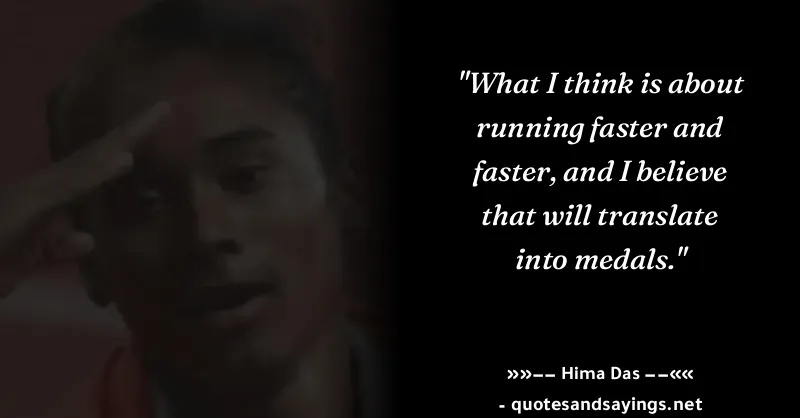 "What I think is about
running faster and
faster, and I believe
that will translate
into medals."
»»−− Hima Das −−««
- quotesandsayings.net